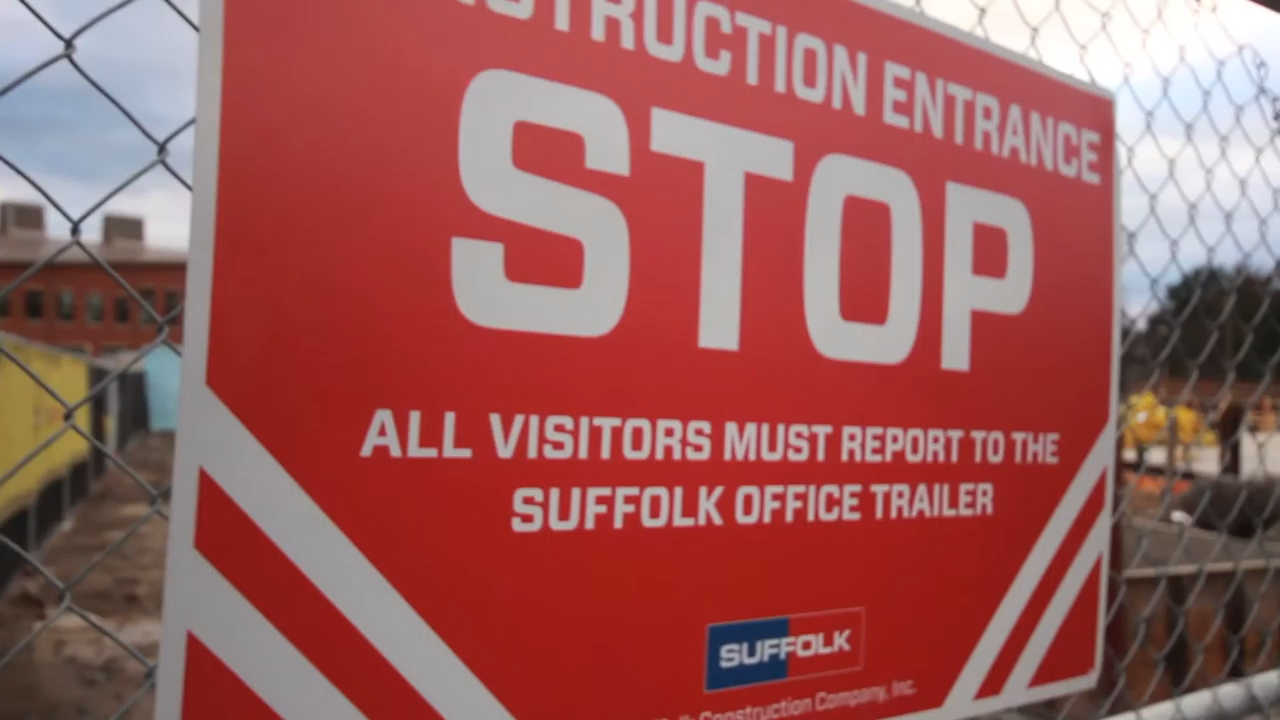 STRUCTION ENTRANCE
STOP
ALL VISITORS MUST REPORT TO THE
SUFFOLK OFFICE TRAILER
SUFFOLK
Construction Company, Inc.